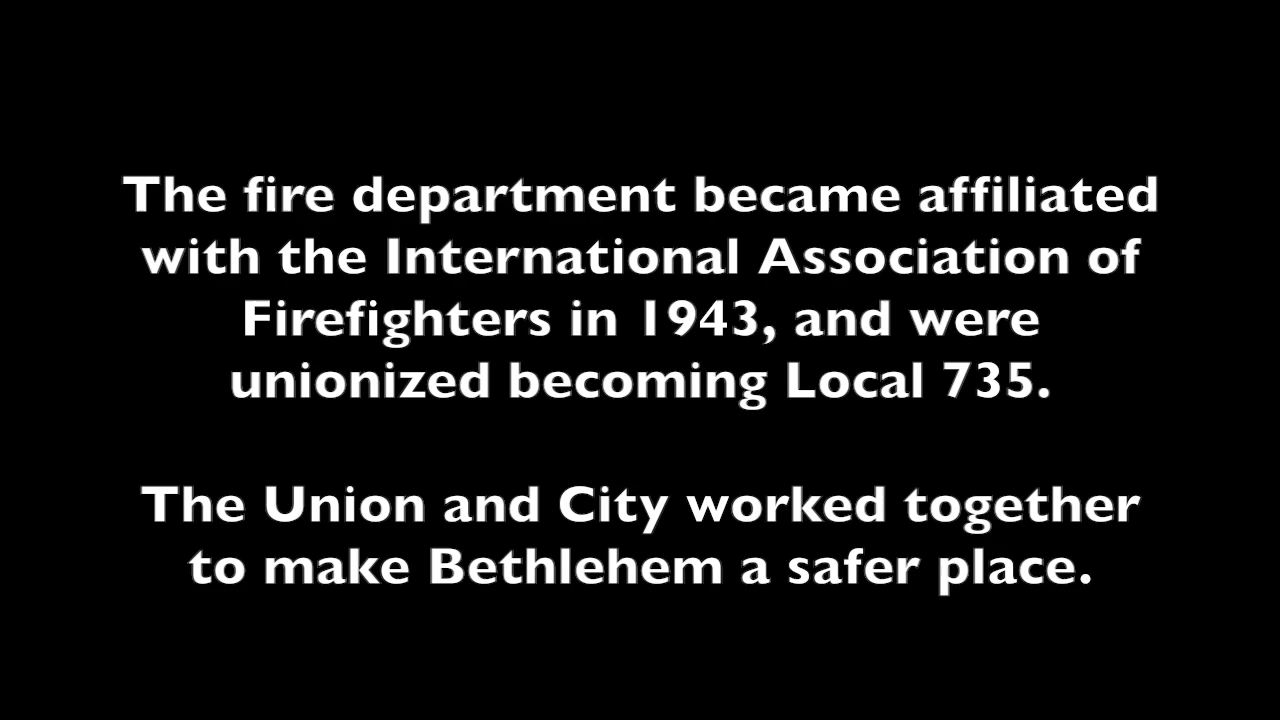 The fire department became affiliated
with the International Association of
Firefighters in 1943, and were
unionized becoming Local 735.
The Union and City worked together
to make Bethlehem a safer place.